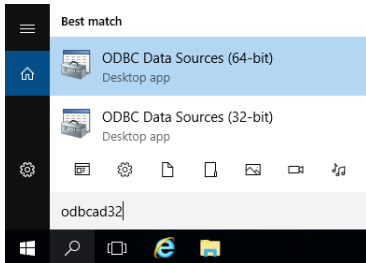 Best match
ODBC Data Sources (64-bit)
Desktop app
ODBC Data Sources (32-bit)
Desktop app
odbcad32